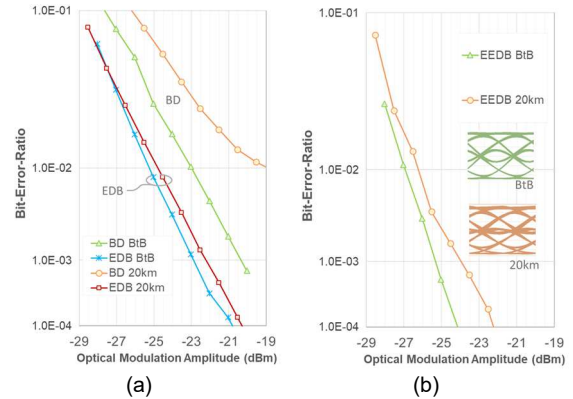 (a)
1.0E-01
1.0E-02
1.0E-03
1.0E-04
Bit-Error-Ratio
BD
EDB
BD BtB
EDB BtB
BD 20km
EDB 20km
-29 -27 -25 -23 -21 -19
Optical Modulation Amplitude (dBm)
(a)
(b)
1.0E-01
1.0E-02
1.0E-03
1.0E-04
Bit-Error-Ratio
EEDB BtB
EEDB 20km
BtB
20km
-29 -27 -25 -23 -21 -19
Optical Modulation Amplitude (dBm)
(b)